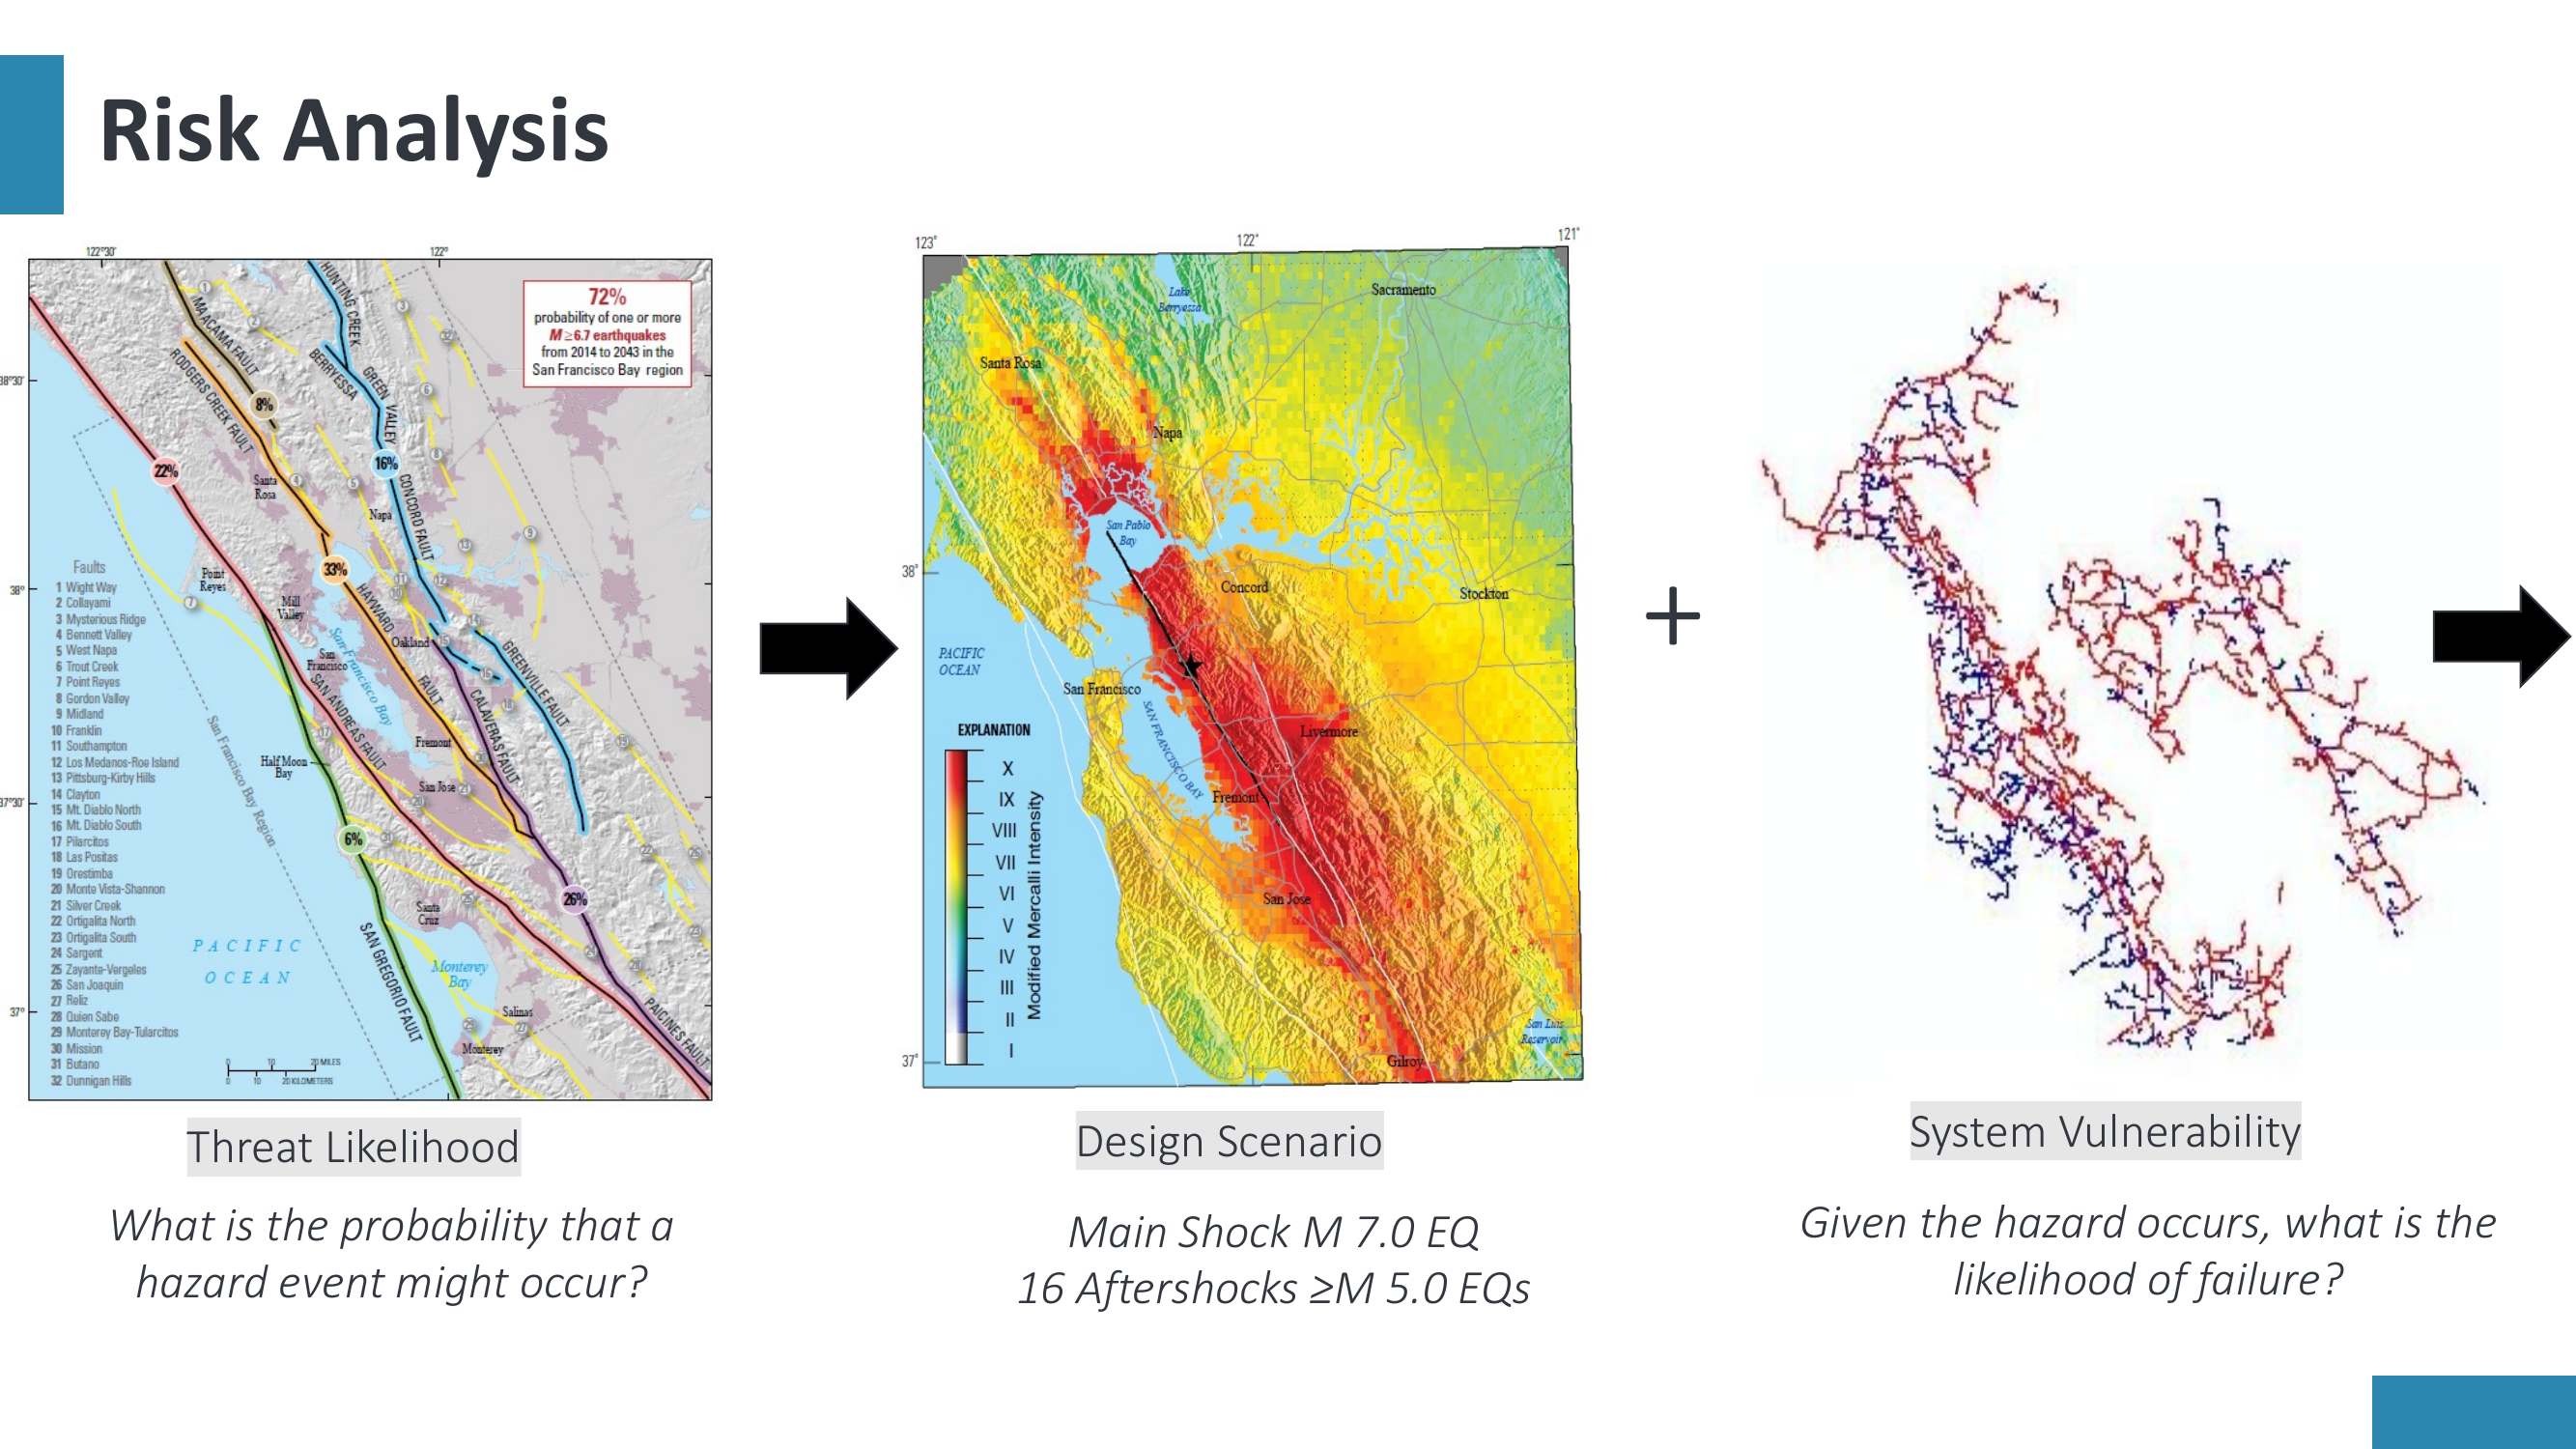 Risk Analysis
122°30'
122°
38°30'
38°
37°30'
37°
72%
probability of one or more
M ≥6.7 earthquakes
from 2014 to 2043 in the
San Francisco Bay region
HUNTING CREEK
BERRYESSA
GREEN VALLEY
CONCORD FAULT
MAACAMA FAULT
RODGERS CREEK FAULT
HAYWARD FAULT
SAN ANDREAS FAULT
CALAVERAS FAULT
GREENVILLE FAULT
SAN GREGORIO FAULT
PAICINES FAULT
8%
22%
16%
33%
6%
26%
Santa
Rosa
Napa
Point
Reyes
Mill
Valley
San
Francisco
Oakland
San Francisco Bay
Fremont
Half Moon
Bay
San Jose
Santa
Cruz
Monterey
Bay
Salinas
Monterey
San Francisco Bay Region
PACIFIC
OCEAN
Faults
1 Wight Way
2 Collayami
3 Mysterious Ridge
4 Bennett Valley
5 West Napa
6 Trout Creek
7 Point Reyes
8 Gordon Valley
9 Midland
10 Franklin
11 Southampton
12 Los Medanos-Roe Island
13 Pittsburg-Kirby Hills
14 Clayton
15 Mt. Diablo North
16 Mt. Diablo South
17 Pilarcitos
18 Las Positas
19 Orestimba
20 Monte Vista-Shannon
21 Silver Creek
22 Ortigalita North
23 Ortigalita South
24 Sargent
25 Zayante-Vergeles
26 San Joaquin
27 Reliz
28 Quien Sabe
29 Monterey Bay-Tularcitos
30 Mission
31 Butano
32 Dunnigan Hills
0 10 20 MILES
0 10 20 KILOMETERS
Threat Likelihood
What is the probability that a
hazard event might occur?
123°
122°
121°
38°
37°
Lake
Berryessa
Sacramento
Santa Rosa
Napa
San Pablo
Bay
Concord
Stockton
PACIFIC
OCEAN
San Francisco
SAN FRANCISCO BAY
Livermore
Fremont
San Jose
San Luis
Reservoir
Gilroy
EXPLANATION
X
IX
VIII
VII
VI
V
IV
III
II
I
Modified Mercalli Intensity
Design Scenario
Main Shock M 7.0 EQ
16 Aftershocks ≥M 5.0 EQs
+
System Vulnerability
Given the hazard occurs, what is the
likelihood of failure?